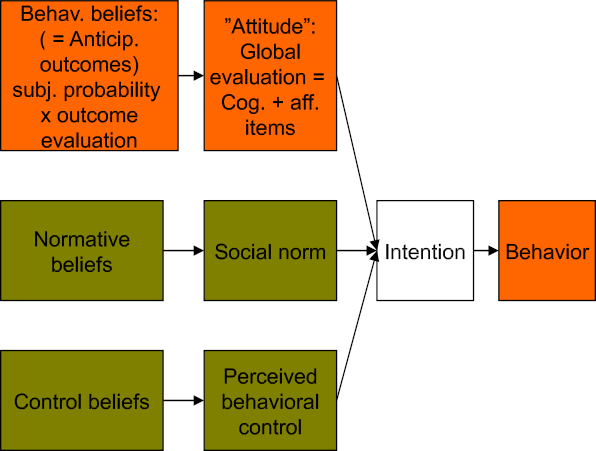 Behav. beliefs:
( = Anticip.
outcomes)
subj. probability
x outcome
evaluation
”Attitude”:
Global
evaluation =
Cog. + aff.
items
Normative
beliefs
Social norm
Intention
Behavior
Control beliefs
Perceived
behavioral
control